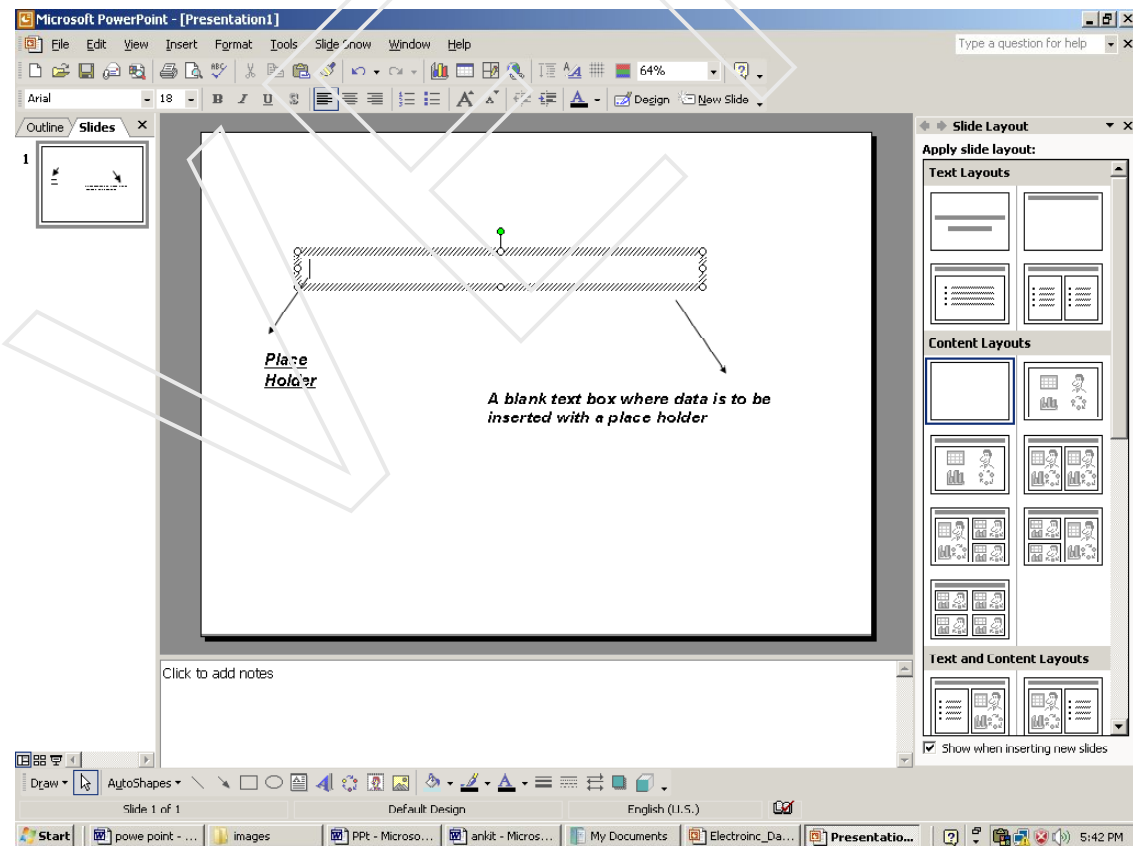 Microsoft PowerPoint - [Presentation1]
File Edit View Insert Format Tools Slide Show Window Help
Type a question for help
64%
Arial 18 B I U S A A A Design New Slide
Outline Slides
Slide Layout
Apply slide layout:
1
Text Layouts
Content Layouts
Place
Holder
A blank text box where data is to be
inserted with a place holder
Text and Content Layouts
Click to add notes
Show when inserting new slides
Draw AutoShapes
Slide 1 of 1 Default Design English (U.S.)
Start powe point - ... images PPt - Microso... ankit - Micros... My Documents Electroinc_Da... Presentatio... 5:42 PM